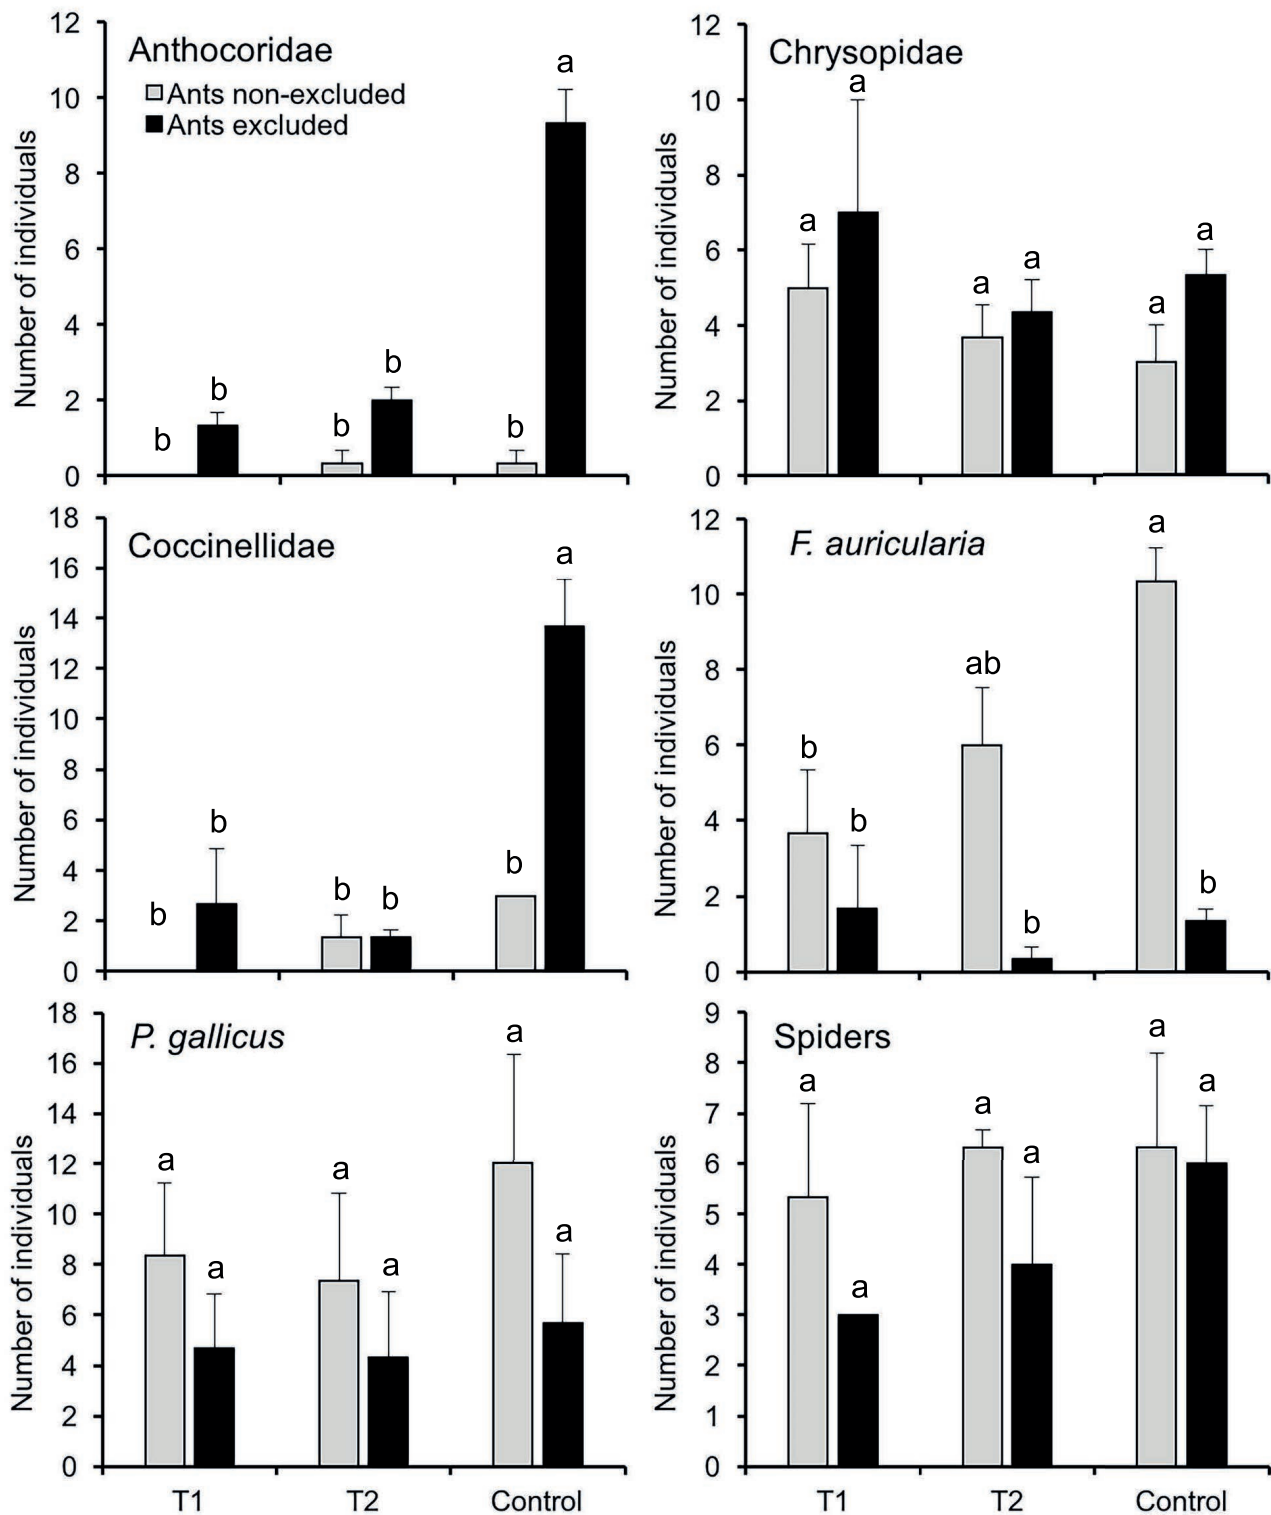 Anthocoridae
Ants non-excluded
Ants excluded
Number of individuals
12
10
8
6
4
2
0
b
b
b
b
b
a
Chrysopidae
Number of individuals
12
10
8
6
4
2
0
a
a
a
a
a
a
Coccinellidae
Number of individuals
18
16
14
12
10
8
6
4
2
0
b
b
b
b
b
a
F. auricularia
Number of individuals
12
10
8
6
4
2
0
b
b
ab
b
a
b
P. gallicus
Number of individuals
18
16
14
12
10
8
6
4
2
0
a
a
a
a
a
a
T1 T2 Control
Spiders
Number of individuals
9
8
7
6
5
4
3
2
1
0
a
a
a
a
a
a
T1 T2 Control